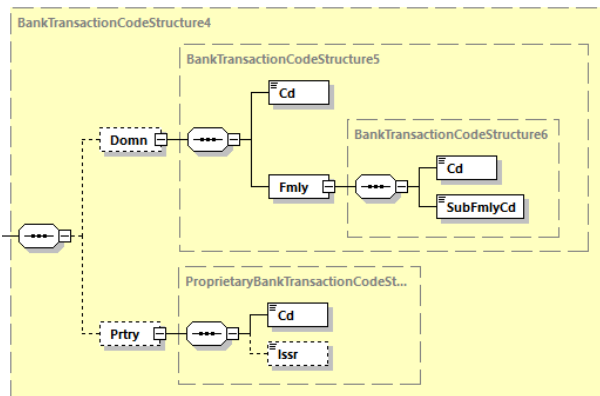 BankTransactionCodeStructure4
BankTransactionCodeStructure5
Cd
Domn
BankTransactionCodeStructure6
Cd
Fmly
SubFmlyCd
ProprietaryBankTransactionCodeSt...
Cd
Prtry
Issr